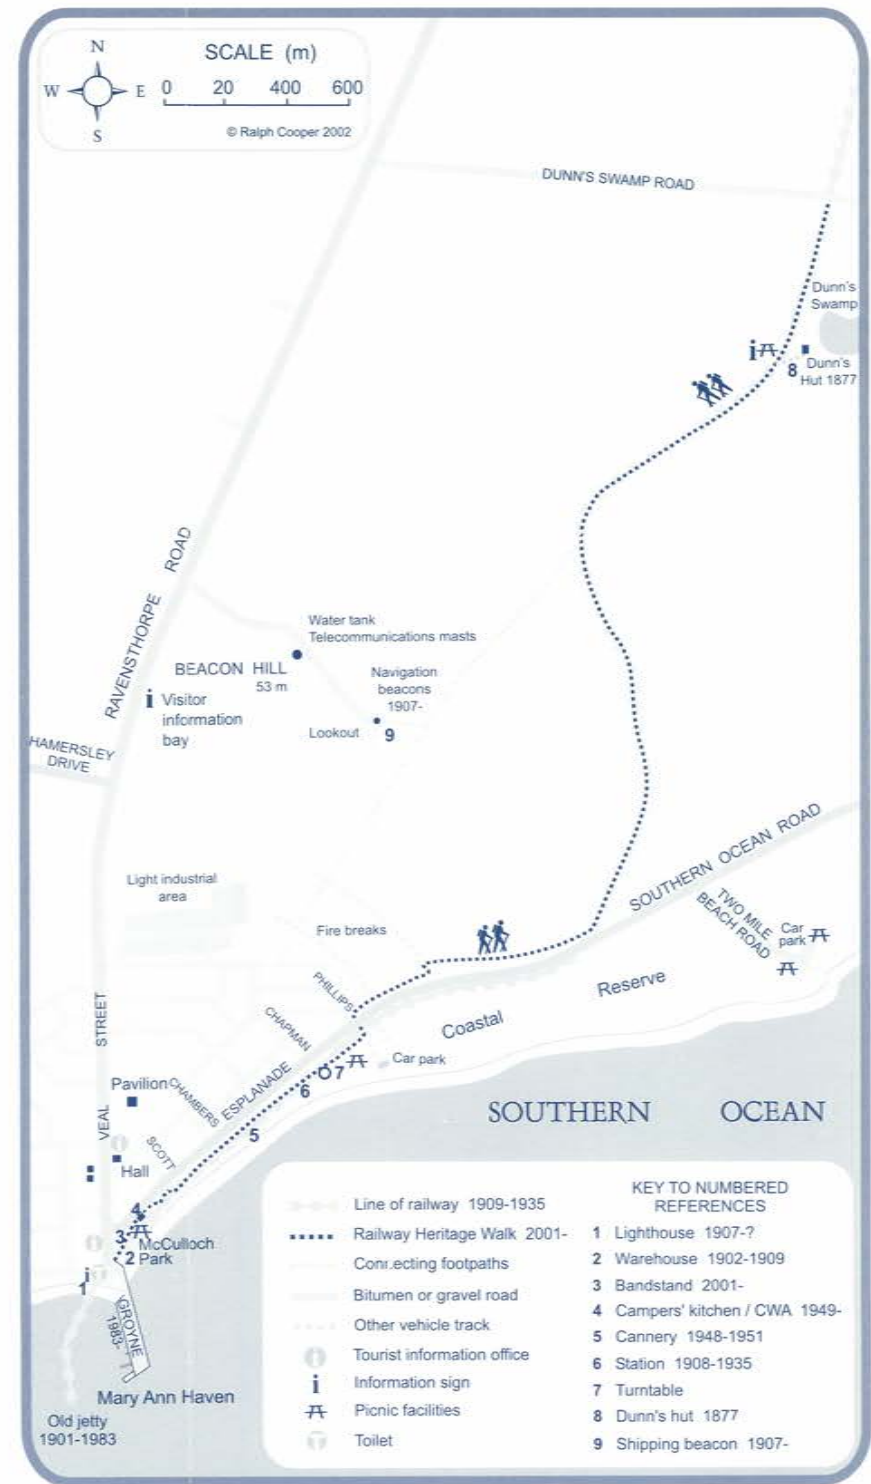 N
W E
S
SCALE (m)
0 20 400 600
© Ralph Cooper 2002
DUNN'S SWAMP ROAD
Dunn's
Swamp
i
8
Dunn's
Hut 1877
RAVENSTHORPE ROAD
Water tank
Telecommunications masts
BEACON HILL
53 m
Navigation
beacons
1907-
i Visitor
information
bay
Lookout
9
HAMERSLEY
DRIVE
SOUTHERN OCEAN ROAD
TWO MILE
BEACH ROAD
Car
park
Light industrial
area
Fire breaks
PHILLIPS
Reserve
Coastal
CHAPMAN
VEAL STREET
ESPLANADE
7
Car park
6
Pavilion
CHAMBERS
5
SOUTHERN OCEAN
SCOTT
Hall
4
3
McCulloch
Park
2
i
1
GROYNE
1983-
Mary Ann Haven
Old jetty
1901-1983
Line of railway 1909-1935
Railway Heritage Walk 2001-
Connecting footpaths
Bitumen or gravel road
Other vehicle track
i Tourist information office
i Information sign
Picnic facilities
Toilet
KEY TO NUMBERED
REFERENCES
1 Lighthouse 1907-?
2 Warehouse 1902-1909
3 Bandstand 2001-
4 Campers' kitchen / CWA 1949-
5 Cannery 1948-1951
6 Station 1908-1935
7 Turntable
8 Dunn's hut 1877
9 Shipping beacon 1907-